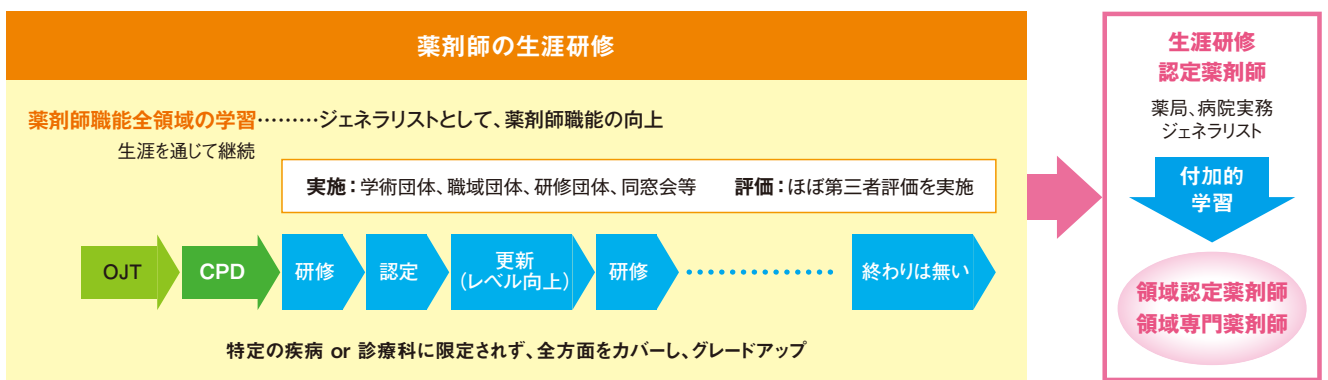 薬剤師の生涯研修
薬剤師職能全領域の学習………ジェネラリストとして、薬剤師職能の向上
生涯を通じて継続
実施：学術団体、職域団体、研修団体、同窓会等　評価：ほぼ第三者評価を実施
OJT
CPD
研修
認定
更新
(レベル向上)
研修
終わりは無い
特定の疾病 or 診療科に限定されず、全方面をカバーし、グレードアップ
生涯研修
認定薬剤師
薬局、病院実務
ジェネラリスト
付加的
学習
領域認定薬剤師
領域専門薬剤師